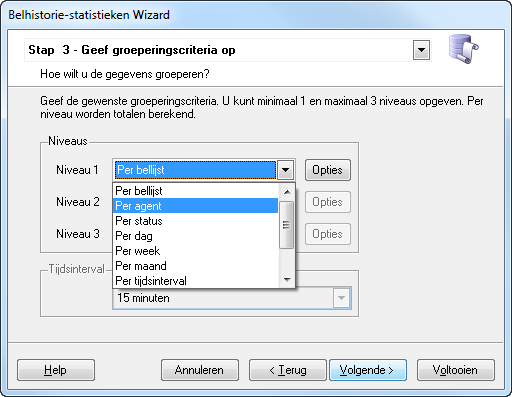 Belhistorie-statistieken Wizard
Stap 3 - Geef groeperingscriteria op
Hoe wilt u de gegevens groeperen?
Geef de gewenste groeperingscriteria. U kunt minimaal 1 en maximaal 3 niveaus opgeven. Per
niveau worden totalen berekend.
Niveaus
Niveau 1 Per bellijst Opties
Per bellijst
Niveau 2 Per agent Opties
Per status
Niveau 3 Per dag Opties
Per week
Tijdsinterval Per maand
Per tijdsinterval
15 minuten
Help Annuleren < Terug Volgende > Voltooien